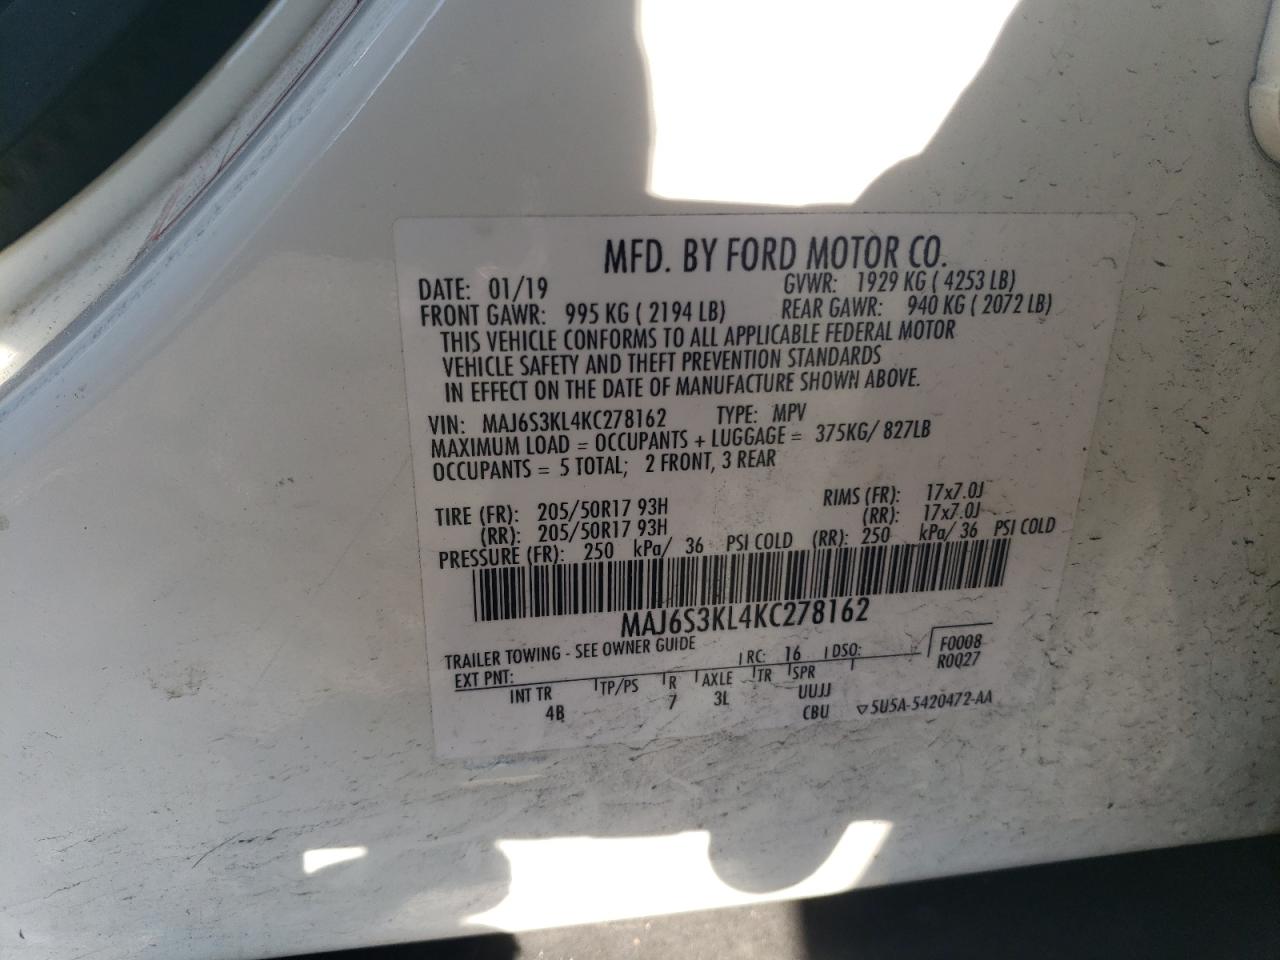 MFD. BY FORD MOTOR CO.
DATE: 01/19 GVWR: 1929 KG ( 4253 LB)
FRONT GAWR: 995 KG ( 2194 LB) REAR GAWR: 940 KG ( 2072 LB)
THIS VEHICLE CONFORMS TO ALL APPLICABLE FEDERAL MOTOR
VEHICLE SAFETY AND THEFT PREVENTION STANDARDS
IN EFFECT ON THE DATE OF MANUFACTURE SHOWN ABOVE.
VIN: MAJ6S3KL4KC278162 TYPE: MPV
MAXIMUM LOAD = OCCUPANTS + LUGGAGE = 375KG/ 827LB
OCCUPANTS = 5 TOTAL; 2 FRONT, 3 REAR
TIRE (FR): 205/50R17 93H RIMS (FR): 17x7.0J
(RR): 205/50R17 93H (RR): 17x7.0J
PRESSURE (FR): 250 kPa/ 36 PSI COLD (RR): 250 kPa/ 36 PSI COLD
MAJ6S3KL4KC278162
TRAILER TOWING - SEE OWNER GUIDE
EXT PNT: RC: 16 DSO: F0008
R0027
INT TR TP/PS R AXLE TR SPR
4B 7 3L UUJJ
CBU 5U5A-5420472-AA